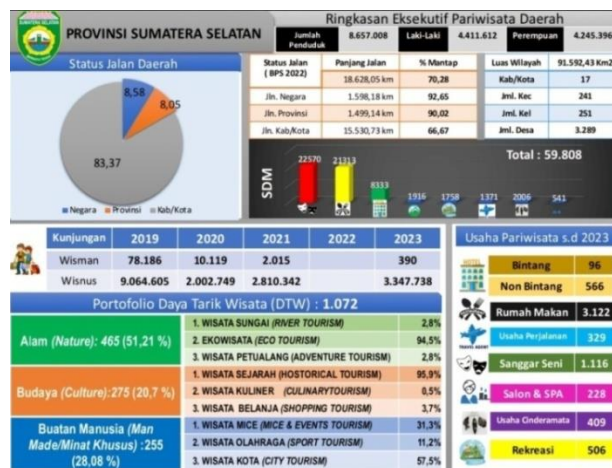 PROVINSI SUMATERA SELATAN
Ringkasan Eksekutif Pariwisata Daerah
Jumlah Penduduk 8.657.008 Laki-Laki 4.411.612 Perempuan 4.245.396
Status Jalan Daerah
8,58
8,05
83,37
Negara Provinsi Kab/Kota
Status Jalan ( BPS 2022) Panjang Jalan % Mantap
18.628,05 km 70,28
Jln. Negara 1.598,18 km 92,65
Jln. Provinsi 1.499,14 km 90,02
Jln. Kab/Kota 15.530,73 km 66,67
Luas Wilayah 91.592,43 Km2
Kab/Kota 17
Jml. Kec 241
Jml. Kel 251
Jml. Desa 3.289
SDM
Total : 59.808
22570 21313 8333 1916 1758 1371 2006 541
Kunjungan 2019 2020 2021 2022 2023
Wisman 78.186 10.119 2.015 390
Wisnus 9.064.605 2.002.749 2.810.342 3.347.738
Portofolio Daya Tarik Wisata (DTW) : 1.072
Alam (Nature): 465 (51,21 %)
1. WISATA SUNGAI (RIVER TOURISM) 2,8%
2. EKOWISATA (ECO TOURISM) 94,5%
3. WISATA PETUALANG (ADVENTURE TOURISM) 2,8%
Budaya (Culture):275 (20,7 %)
1. WISATA SEJARAH (HOSTORICAL TOURISM) 95,9%
2. WISATA KULINER (CULINARYTOURISM) 0,5%
3. WISATA BELANJA (SHOPPING TOURISM) 3,7%
Buatan Manusia (Man Made/Minat Khusus) :255 (28,08 %)
1. WISATA MICE (MICE & EVENTS TOURISM) 31,3%
2. WISATA OLAHRAGA (SPORT TOURISM) 11,2%
3. WISATA KOTA (CITY TOURISM) 57,5%
Usaha Pariwisata s.d 2023
Bintang 96
Non Bintang 566
Rumah Makan 3.122
Usaha Perjalanan 329
Sanggar Seni 1.116
Salon & SPA 228
Usaha Cinderamata 409
Rekreasi 506